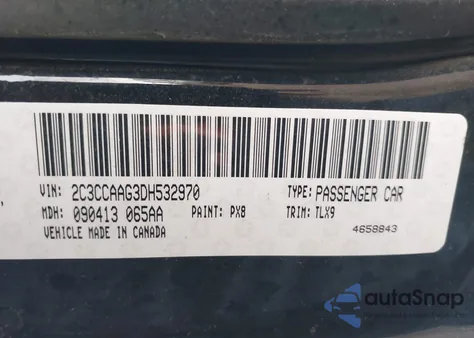 VIN: 2C3CCAAG3DH532970 TYPE: PASSENGER CAR
MDH: 090413 065AA PAINT: PX8 TRIM: TLX9
VEHICLE MADE IN CANADA 4658843
autoSnap